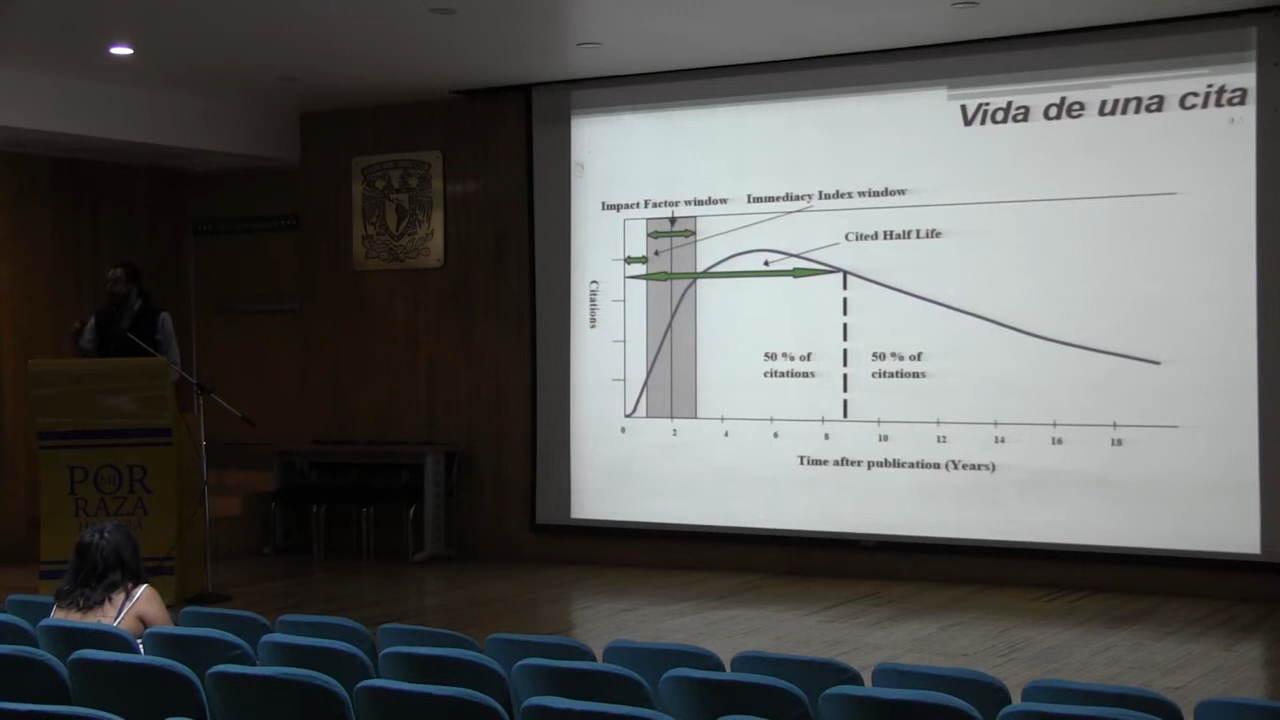 Vida de una cita
Impact Factor window
Immediacy Index window
Cited Half Life
Citations
50 % of
citations
50 % of
citations
0 2 4 6 8 10 12 14 16 18
Time after publication (Years)
POR
MI
RAZA